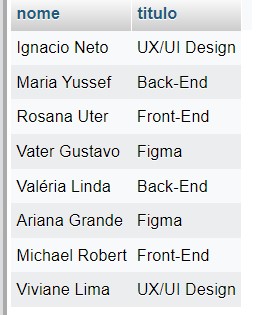 nome titulo
Ignacio Neto UX/UI Design
Maria Yussef Back-End
Rosana Uter Front-End
Vater Gustavo Figma
Valéria Linda Back-End
Ariana Grande Figma
Michael Robert Front-End
Viviane Lima UX/UI Design